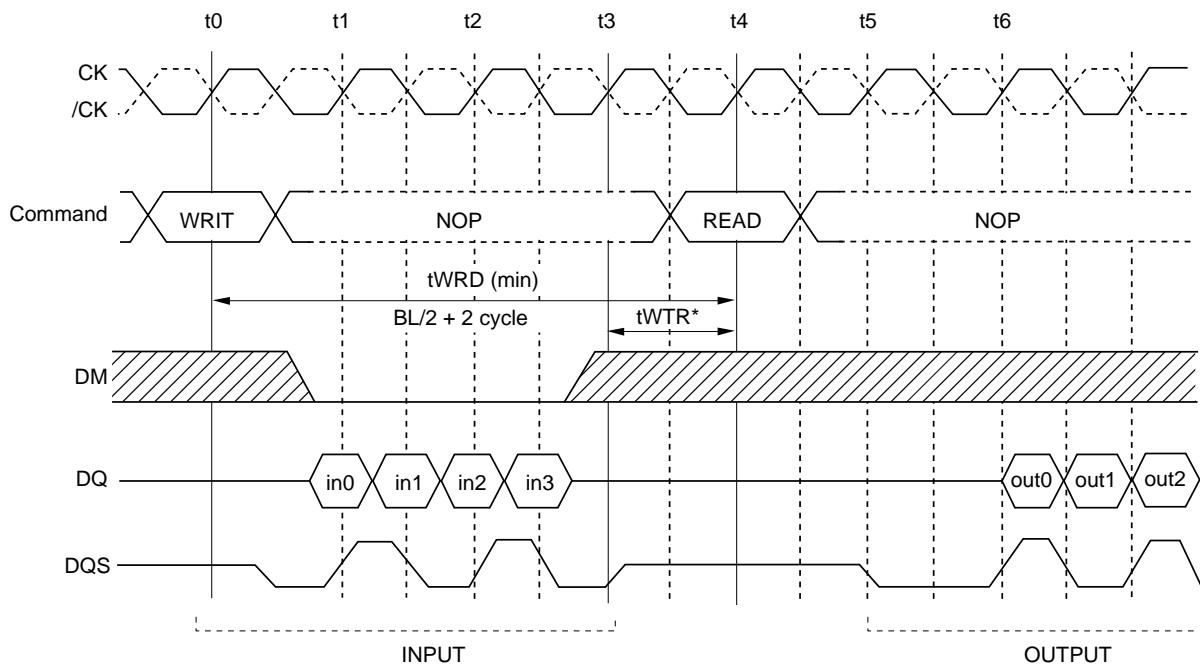 t0 t1 t2 t3 t4 t5 t6
CK
/CK
Command WRIT NOP READ NOP
tWRD (min)
BL/2 + 2 cycle tWTR*
DM
DQ in0 in1 in2 in3 out0 out1 out2
DQS
INPUT OUTPUT